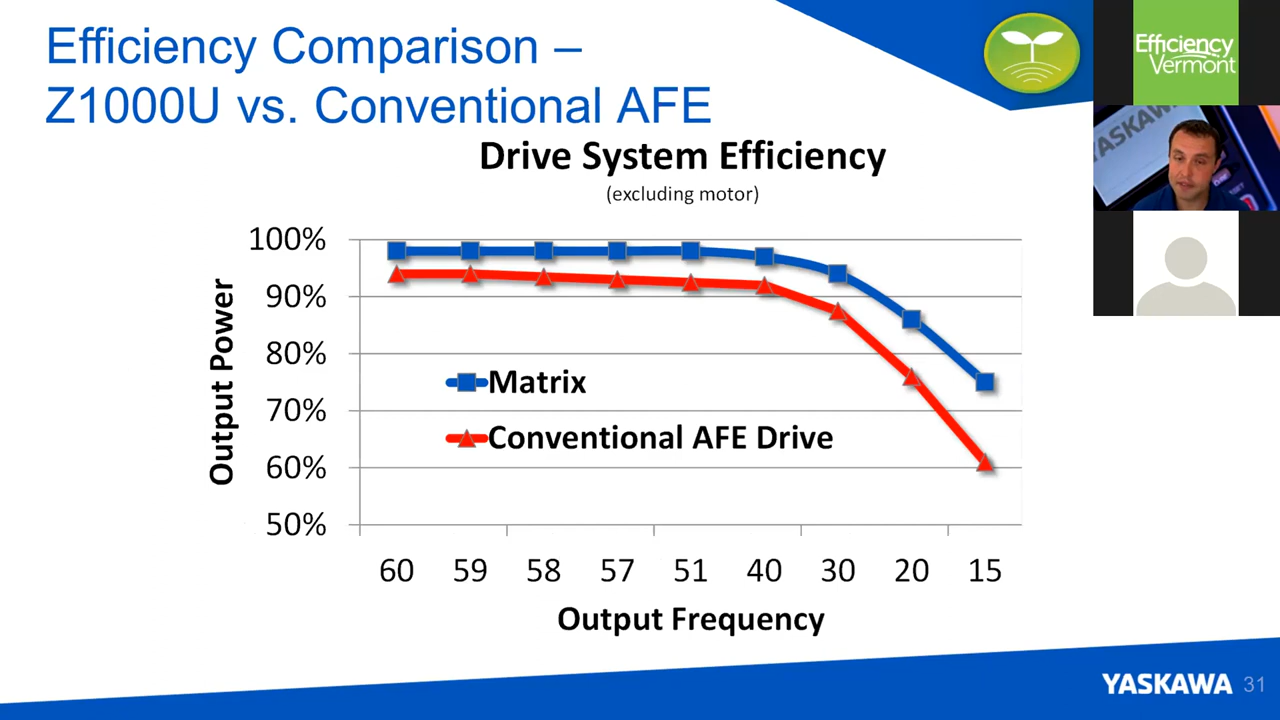 Efficiency Comparison –
Z1000U vs. Conventional AFE
Efficiency
Vermont
YASKAWA
Drive System Efficiency
(excluding motor)
Output Power
100%
90%
80%
70%
60%
50%
Matrix
Conventional AFE Drive
60 59 58 57 51 40 30 20 15
Output Frequency
YASKAWA 31